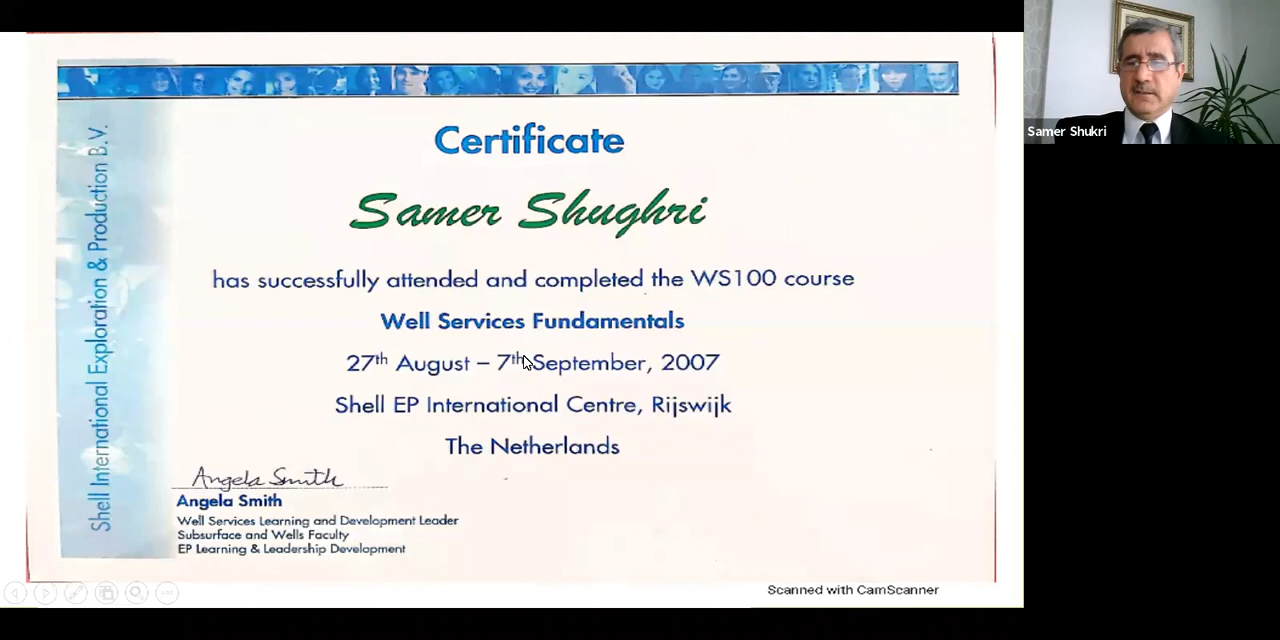 Shell International Exploration & Production B.V.
Certificate
Samer Shughri
has successfully attended and completed the WS100 course
Well Services Fundamentals
27th August – 7th September, 2007
Shell EP International Centre, Rijswijk
The Netherlands
Angela Smith
Angela Smith
Well Services Learning and Development Leader
Subsurface and Wells Faculty
EP Learning & Leadership Development
Scanned with CamScanner
Samer Shukri